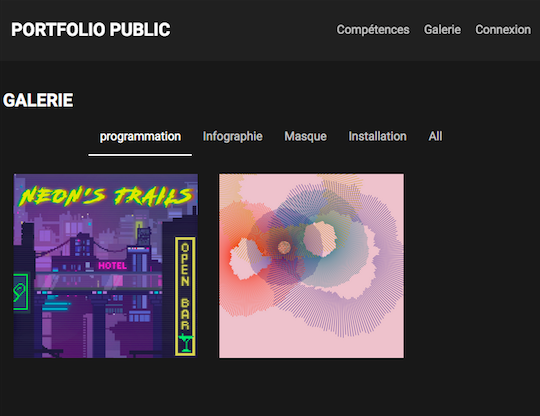 PORTFOLIO PUBLIC Compétences Galerie Connexion
GALERIE
programmation Infographie Masque Installation All
NEON'S TRAILS
HOTEL
OPEN BAR